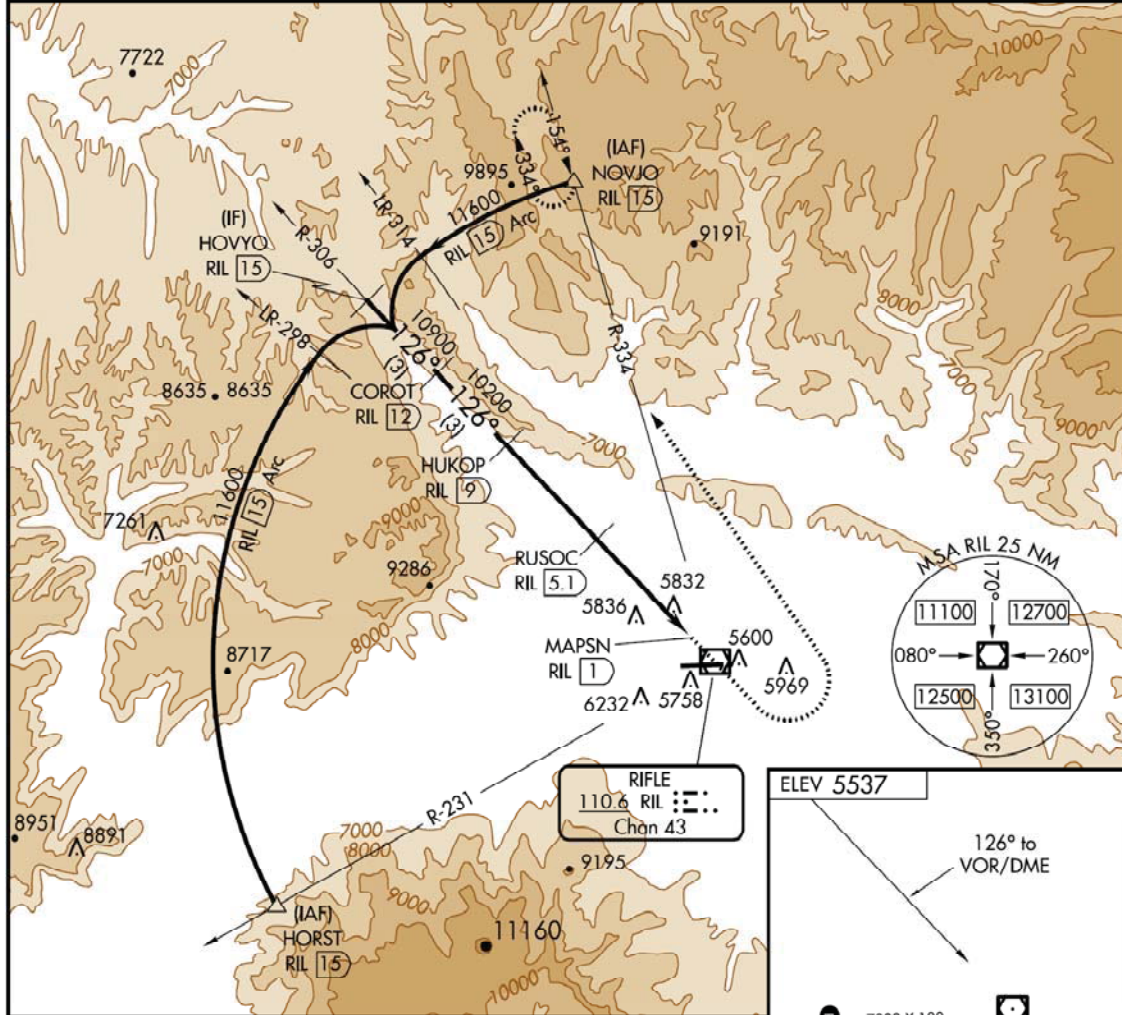 7722
7000
10000
(IAF)
NOVJO
RIL 15
154°
334°
9895
11600
RIL 15 Arc
LR-314
(IF)
HOVYO
RIL 15
R-306
LR-298
9191
8000
R-334
7000
9000
10900
126°
(3)
10200
126°
(3)
COROT
RIL 12
8635
8635
7000
HUKOP
RIL 9
11600
RIL 15 Arc
7261
7000
9000
9286
8000
8717
RUSOC
RIL 5.1
5836
5832
MAPSN
RIL 1
5600
5969
5758
6232
MSA RIL 25 NM
170°
11100
12700
080°
260°
12500
13100
350°
RIFLE
110.6 RIL
Chan 43
R-231
8951
8891
7000
8000
9000
9195
(IAF)
HORST
RIL 15
11160
10000
ELEV 5537
126° to
VOR/DME